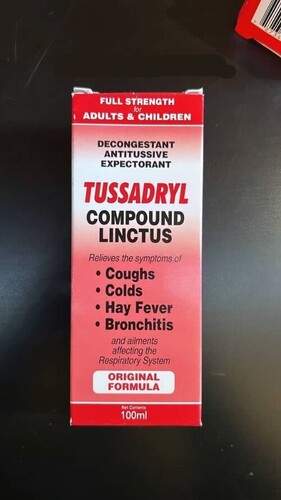 FULL STRENGTH
for
ADULTS & CHILDREN
DECONGESTANT
ANTITUSSIVE
EXPECTORANT
TUSSADRYL
COMPOUND
LINCTUS
Relieves the symptoms of
• Coughs
• Colds
• Hay Fever
• Bronchitis
and ailments
affecting the
Respiratory System
ORIGINAL
FORMULA
Net Contents
100ml